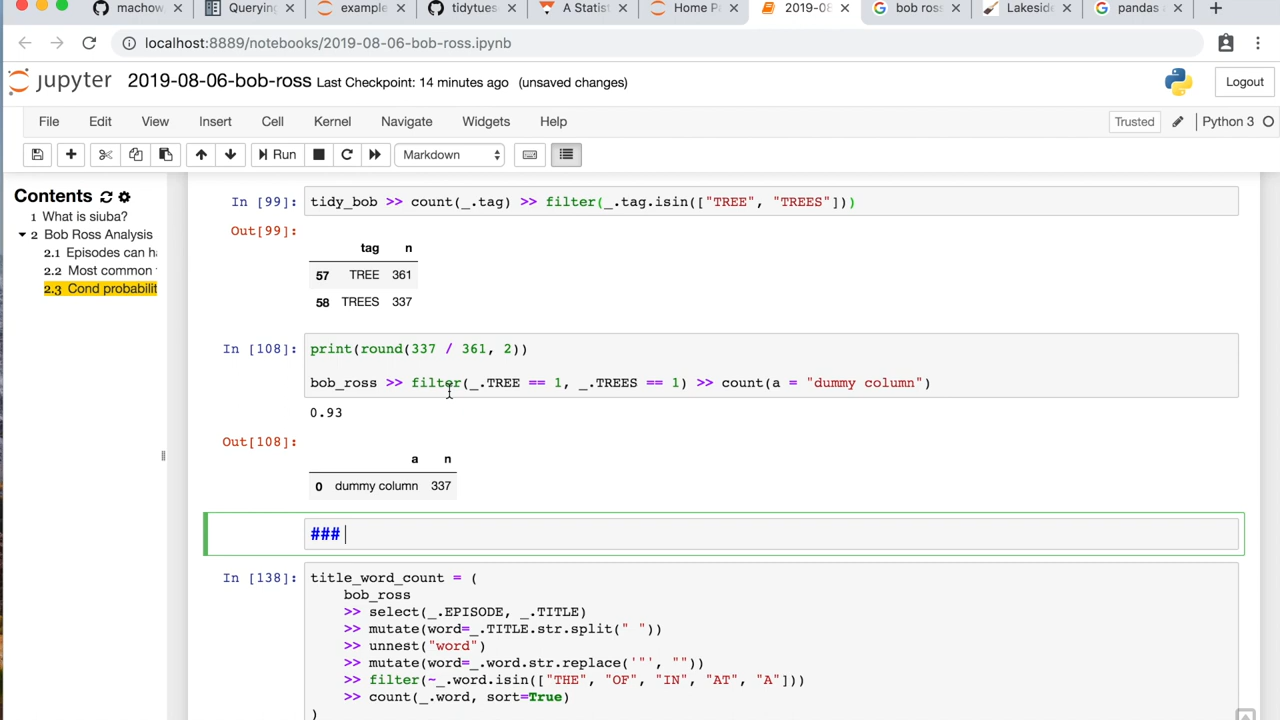 machow.
Querying
example
tidytues
A Statist
Home Pa
2019-08
bob ross
Lakeside
pandas
localhost:8889/notebooks/2019-08-06-bob-ross.ipynb
jupyter 2019-08-06-bob-ross Last Checkpoint: 14 minutes ago (unsaved changes)
Logout
File Edit View Insert Cell Kernel Navigate Widgets Help
Trusted Python 3
Run Markdown
Contents
1 What is siuba?
2 Bob Ross Analysis
2.1 Episodes can ha
2.2 Most common
2.3 Cond probabilit
In [99]: tidy_bob >> count(_.tag) >> filter(_.tag.isin(["TREE", "TREES"]))
Out[99]:
tag n
57 TREE 361
58 TREES 337
In [108]: print(round(337 / 361, 2))
bob_ross >> filter(_.TREE == 1, _.TREES == 1) >> count(a = "dummy column")
0.93
Out[108]:
a n
0 dummy column 337
###
In [138]: title_word_count = (
bob_ross
>> select(_.EPISODE, _.TITLE)
>> mutate(word=_.TITLE.str.split(" "))
>> unnest("word")
>> mutate(word=_.word.str.replace('"', ""))
>> filter(~_.word.isin(["THE", "OF", "IN", "AT", "A"]))
>> count(_.word, sort=True)
)